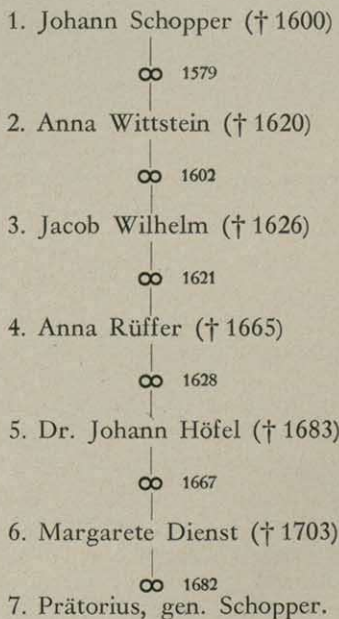 1. Johann Schopper († 1600)
∞ 1579
2. Anna Wittstein († 1620)
∞ 1602
3. Jacob Wilhelm († 1626)
∞ 1621
4. Anna Rüffer († 1665)
∞ 1628
5. Dr. Johann Höfel († 1683)
∞ 1667
6. Margarete Dienst († 1703)
∞ 1682
7. Prätorius, gen. Schopper.